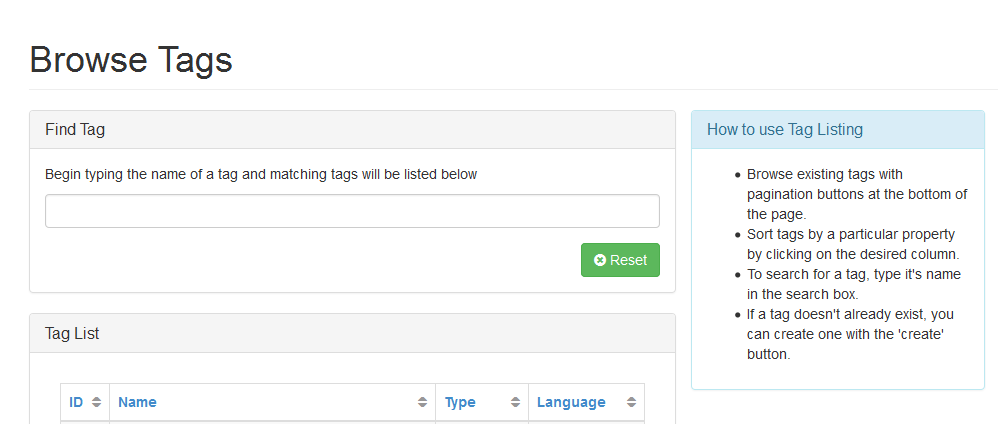 Browse Tags
Find Tag
Begin typing the name of a tag and matching tags will be listed below
Reset
Tag List
ID Name Type Language
How to use Tag Listing
Browse existing tags with
pagination buttons at the bottom of
the page.
Sort tags by a particular property
by clicking on the desired column.
To search for a tag, type it's name
in the search box.
If a tag doesn't already exist, you
can create one with the 'create'
button.